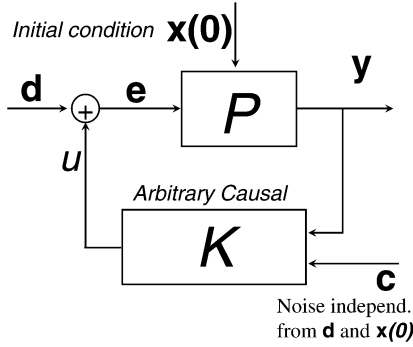 Initial condition x(0)
d
+
e
P
y
u
Arbitrary Causal
K
c
Noise independ.
from d and x(0)